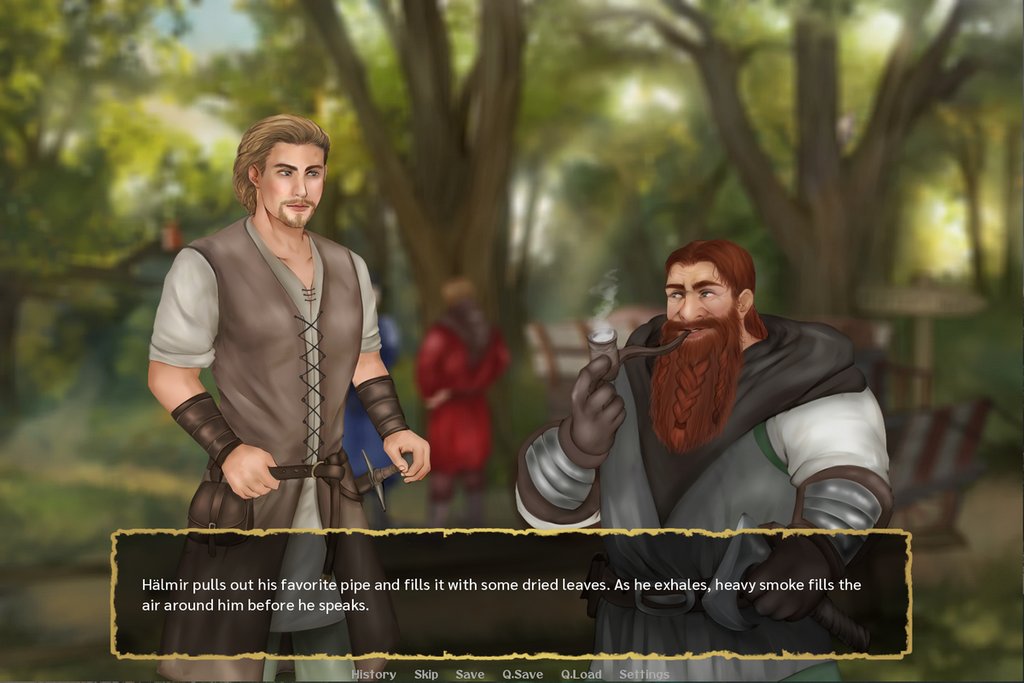 Hälmir pulls out his favorite pipe and fills it with some dried leaves. As he exhales, heavy smoke fills the
air around him before he speaks.
History Skip Save Q.Save Q.Load Settings